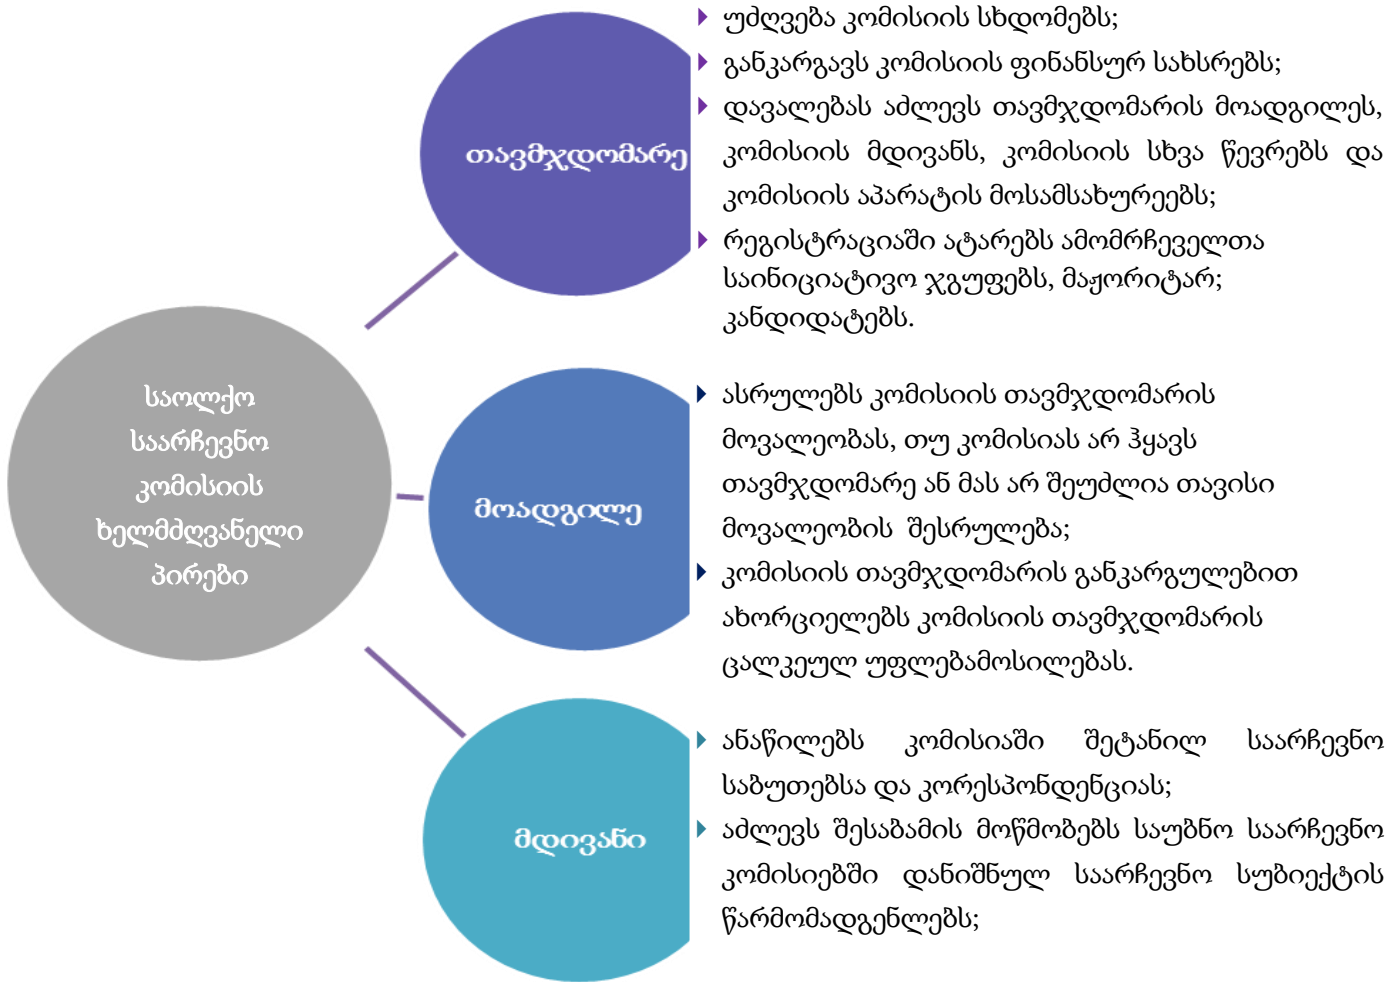 საოლქო
საარჩევნო
კომისიის
ხელმძღვანელი
პირები
თავმჯდომარე
უძღვება კომისიის სხდომებს;
განკარგავს კომისიის ფინანსურ სახსრებს;
დავალებას აძლევს თავმჯდომარის მოადგილეს,
კომისიის მდივანს, კომისიის სხვა წევრებს და
კომისიის აპარატის მოსამსახურეებს;
რეგისტრაციაში ატარებს ამომრჩეველთა
საინიციატივო ჯგუფებს, მაჟორიტარ;
კანდიდატებს.
მოადგილე
ასრულებს კომისიის თავმჯდომარის
მოვალეობას, თუ კომისიას არ ჰყავს
თავმჯდომარე ან მას არ შეუძლია თავისი
მოვალეობის შესრულება;
კომისიის თავმჯდომარის განკარგულებით
ახორციელებს კომისიის თავმჯდომარის
ცალკეულ უფლებამოსილებას.
მდივანი
ანაწილებს კომისიაში შეტანილ საარჩევნო
საბუთებსა და კორესპონდენციას;
აძლევს შესაბამის მოწმობებს საუბნო საარჩევნო
კომისიებში დანიშნულ საარჩევნო სუბიექტის
წარმომადგენლებს;